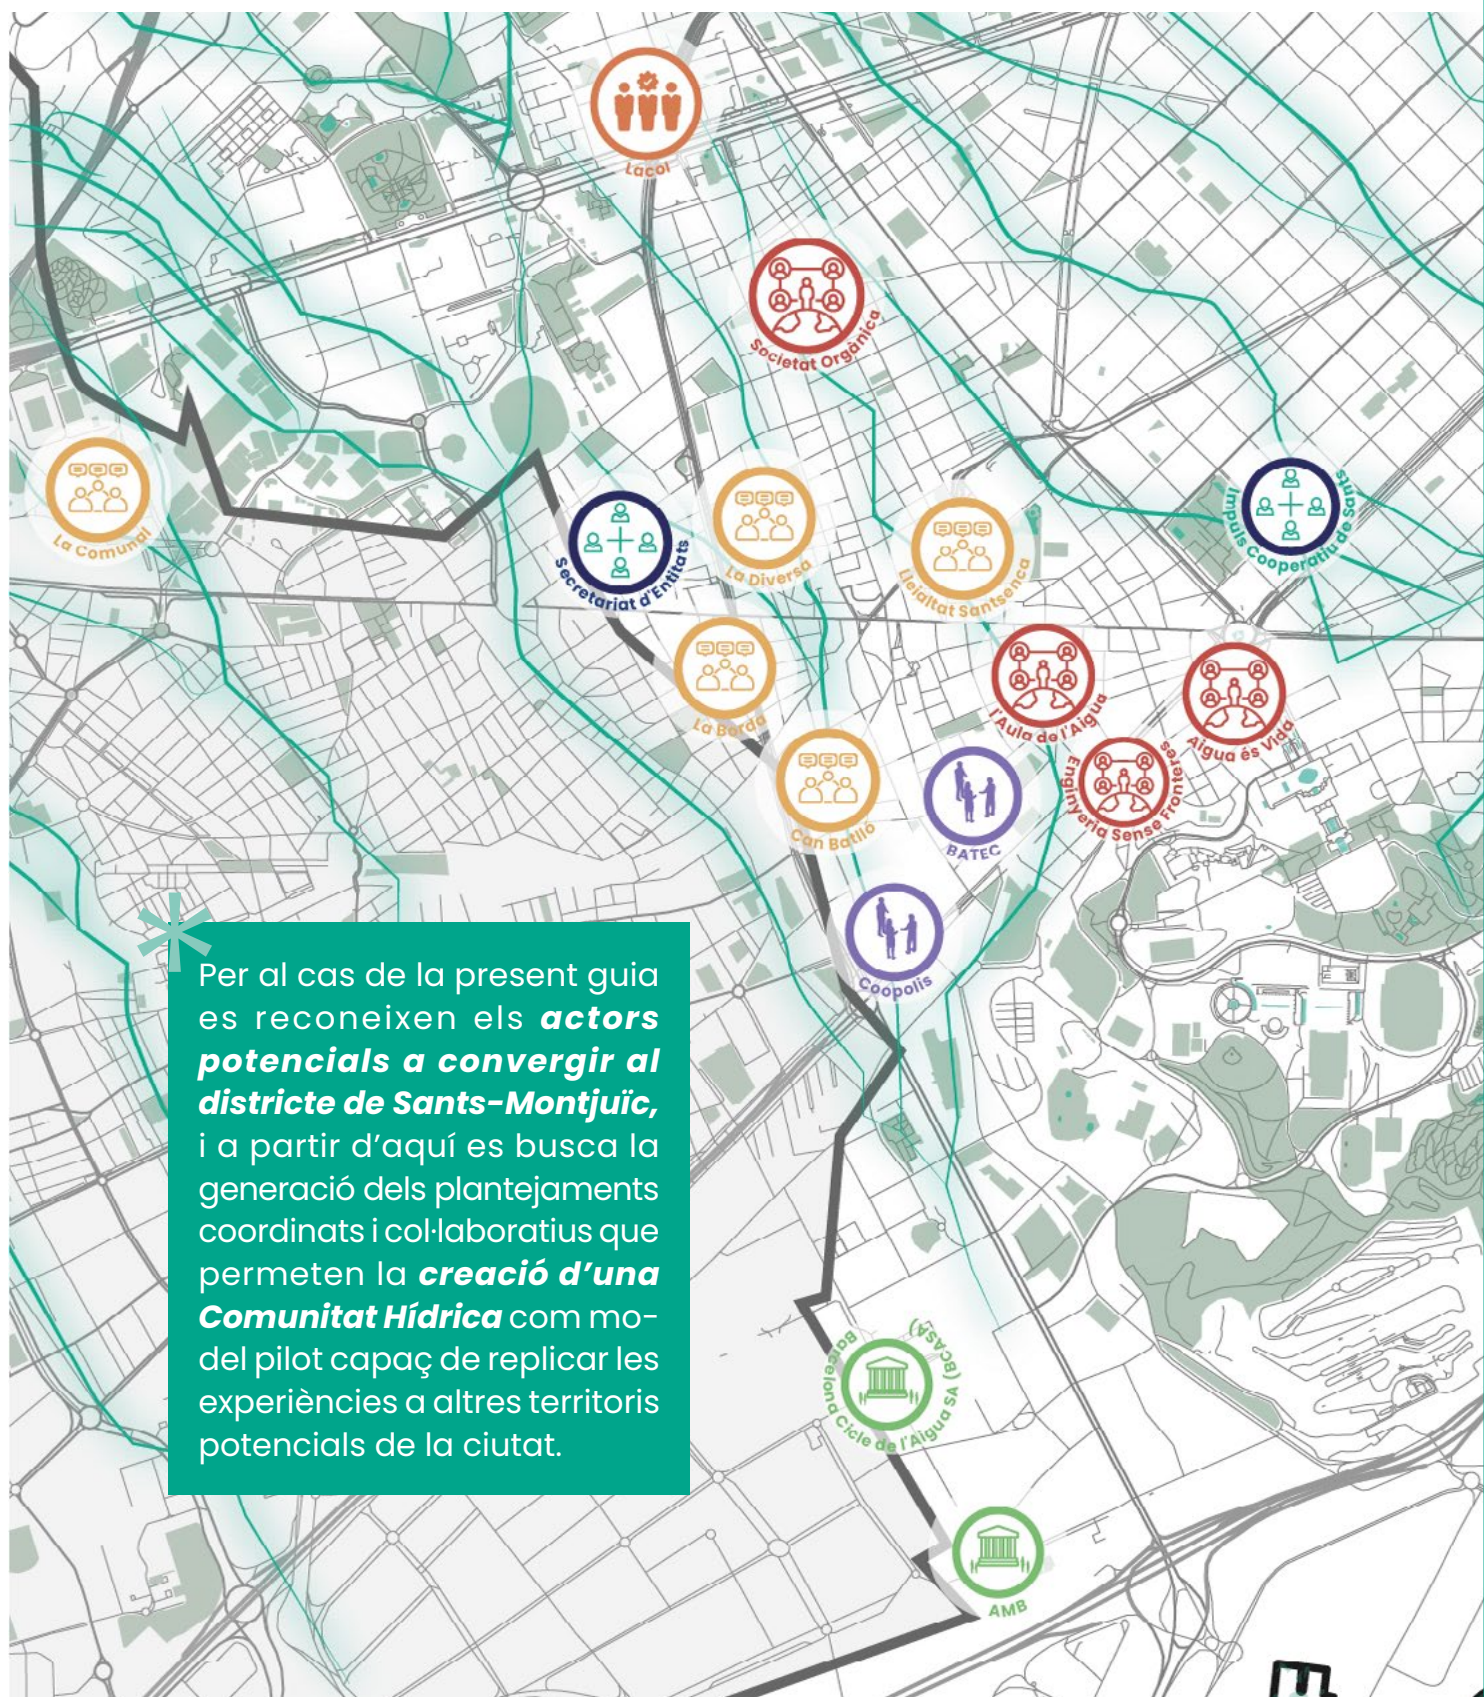 Lacol
Societat Orgànica
La Comunal
Secretariat d'Entitats
La Diversa
Lleialtat Santsenca
Impuls Cooperatiu de Sants
La Borda
l'Aula de l'Aigua
Aigua és Vida
Can Batlló
BATEC
Enginyeria Sense Fronteres
Coòpolis
*
Per al cas de la present guia
es reconeixen els actors
potencials a convergir al
districte de Sants-Montjuïc,
i a partir d’aquí es busca la
generació dels plantejaments
coordinats i col·laboratius que
permeten la creació d’una
Comunitat Hídrica com mo-
del pilot capaç de replicar les
experiències a altres territoris
potencials de la ciutat.
Barcelona Cicle de l'Aigua SA (BCASA)
AMB